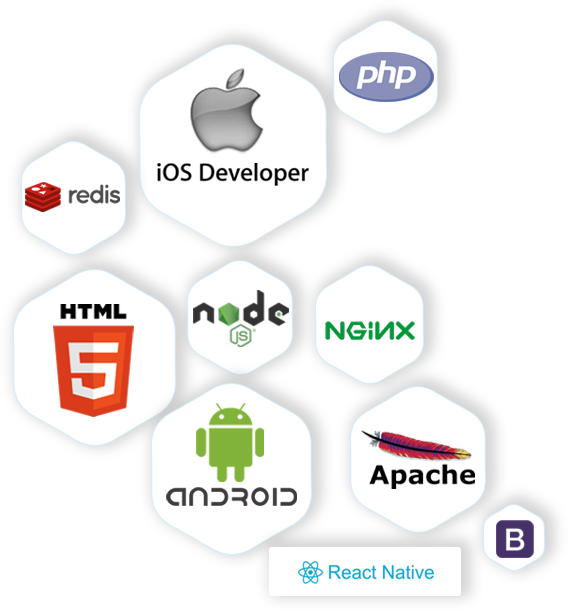 php
iOS Developer
redis
HTML
5
node
JS
NGiNX
ANDROID
Apache
B
React Native